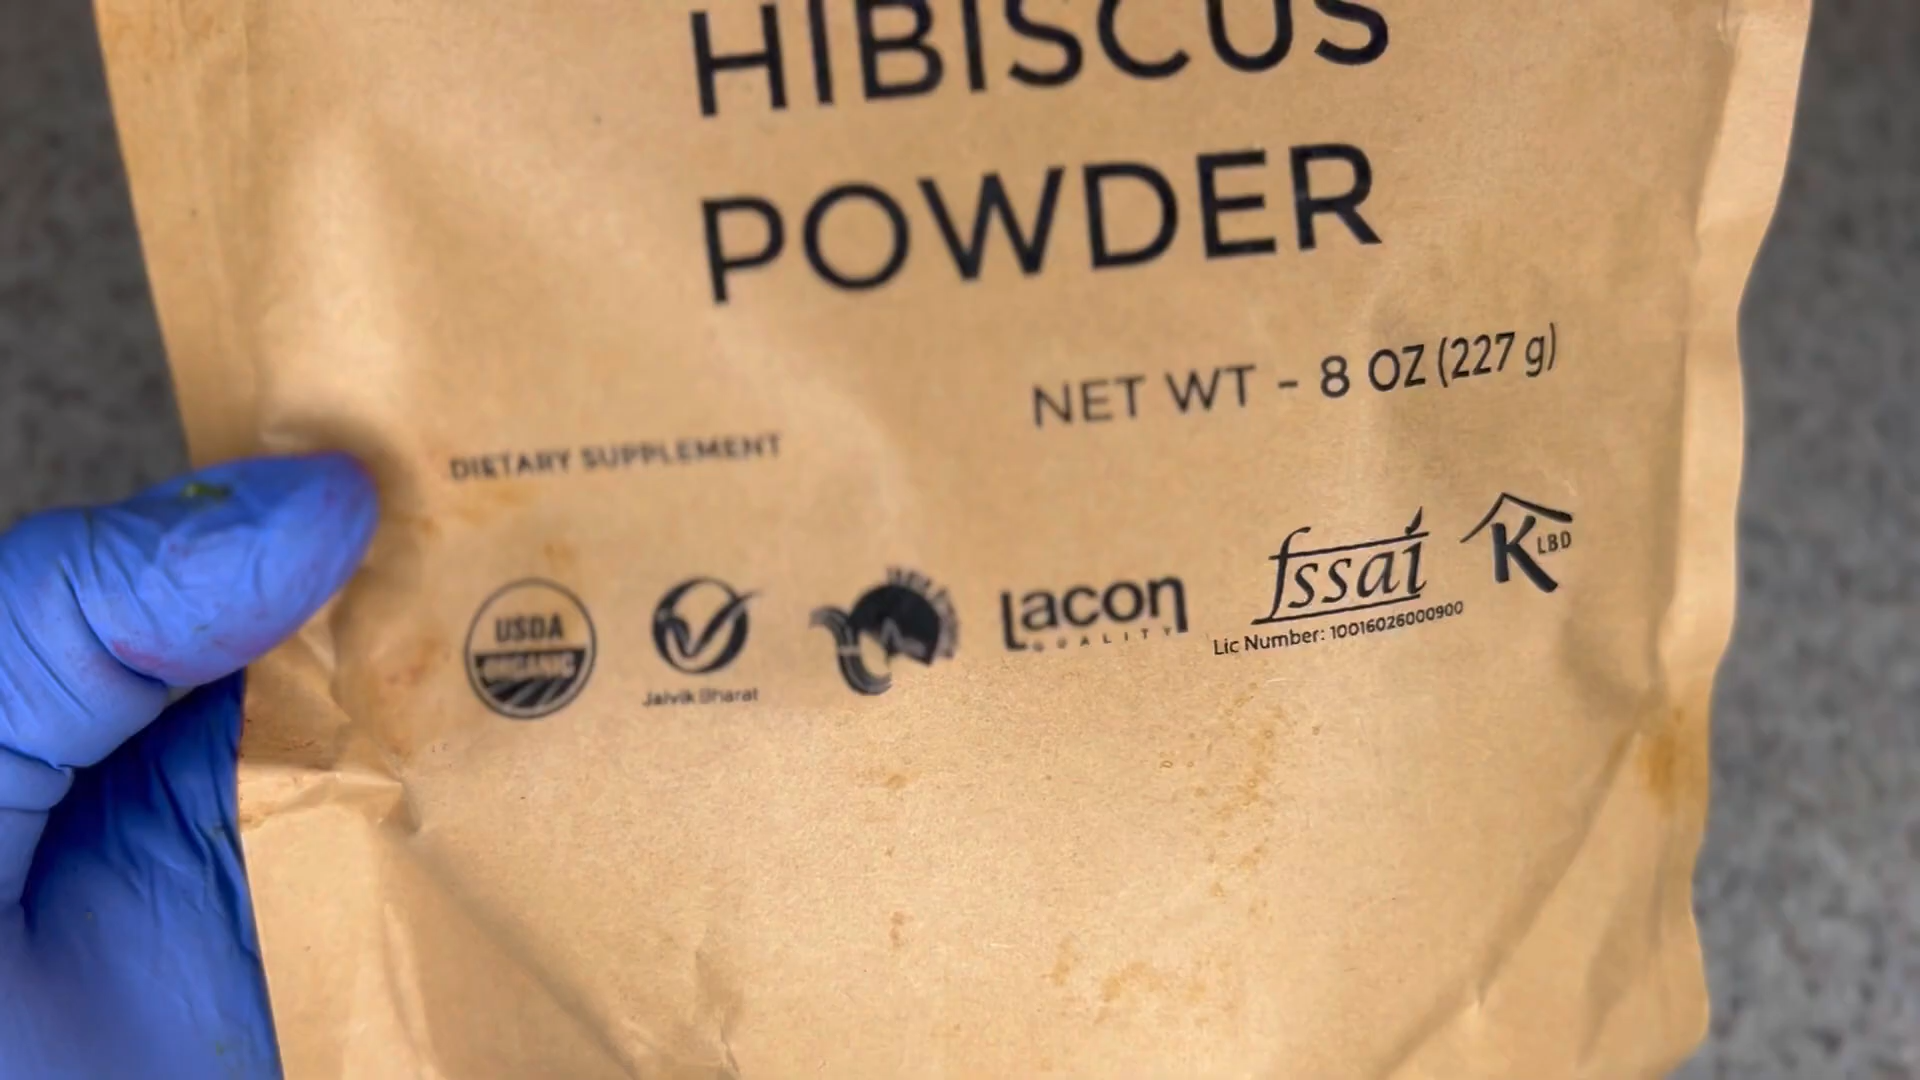 HIBISCUS
POWDER
NET WT - 8 OZ (227 g)
DIETARY SUPPLEMENT
USDA
ORGANIC
Jaivik Bharat
lacon
QUALITY
fssai
Lic Number: 10016026000900
K LBD